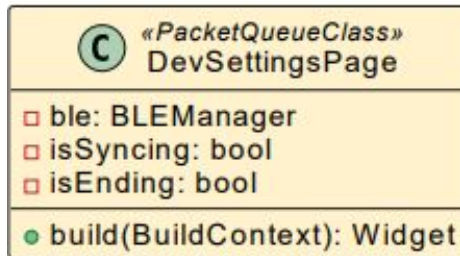 C
«PacketQueueClass»
DevSettingsPage
ble: BLEManager
isSyncing: bool
isEnding: bool
build(BuildContext): Widget